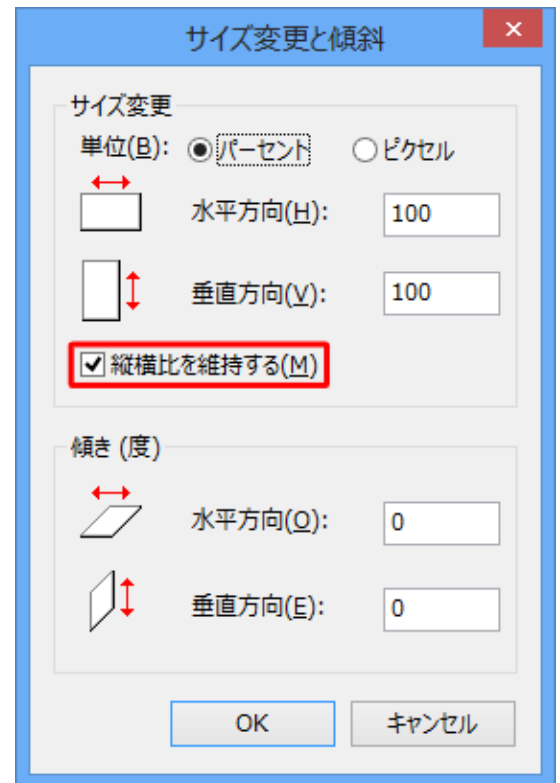 サイズ変更と傾斜
サイズ変更
単位(B): パーセント ピクセル
水平方向(H): 100
垂直方向(V): 100
縦横比を維持する(M)
傾き (度)
水平方向(O): 0
垂直方向(E): 0
OK キャンセル